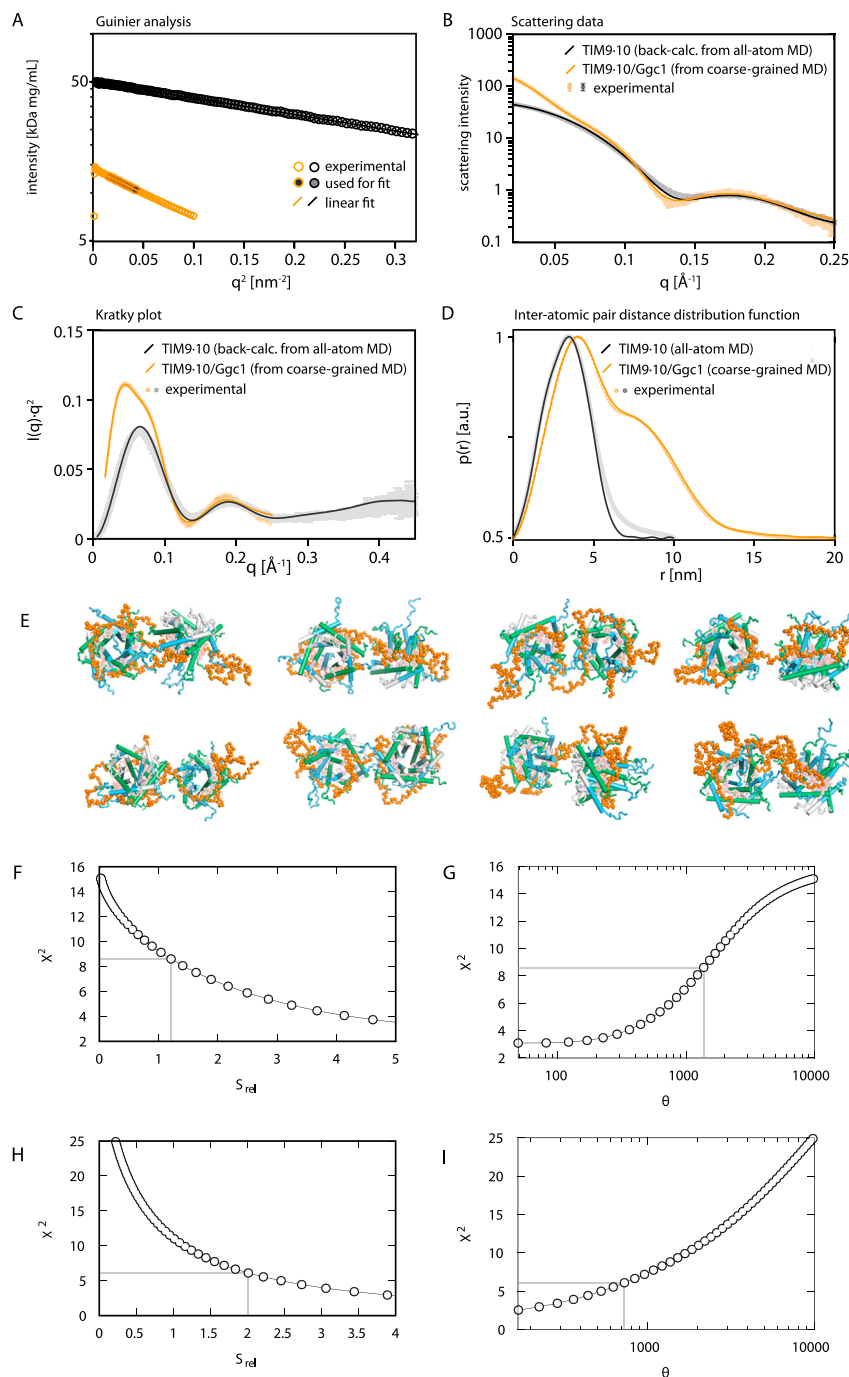 A
Guinier analysis
intensity [kDa mg/mL]
50
5
experimental
used for fit
linear fit
0
0.05
0.1
0.15
0.2
0.25
0.3
q² [nm⁻²]
B
Scattering data
TIM9·10 (back-calc. from all-atom MD)
TIM9·10/Ggc1 (from coarse-grained MD)
experimental
scattering intensity
1000
100
10
1
0.1
0.05
0.10
0.15
0.20
0.25
q [Å⁻¹]
C
Kratky plot
TIM9·10 (back-calc. from all-atom MD)
TIM9·10/Ggc1 (from coarse-grained MD)
experimental
I(q)·q²
0.15
0.1
0.05
0
0
0.1
0.2
0.3
0.4
q [Å⁻¹]
D
Inter-atomic pair distance distribution function
TIM9·10 (all-atom MD)
TIM9·10/Ggc1 (coarse-grained MD)
experimental
p(r) [a.u.]
1
0.5
0
5
10
15
20
r [nm]
E
F
χ²
16
14
12
10
8
6
4
2
0
1
2
3
4
5
S rel
G
χ²
16
14
12
10
8
6
4
2
100
1000
10000
θ
H
χ²
25
20
15
10
5
0
0
0.5
1
1.5
2
2.5
3
3.5
4
S rel
I
χ²
25
20
15
10
5
0
1000
10000
θ